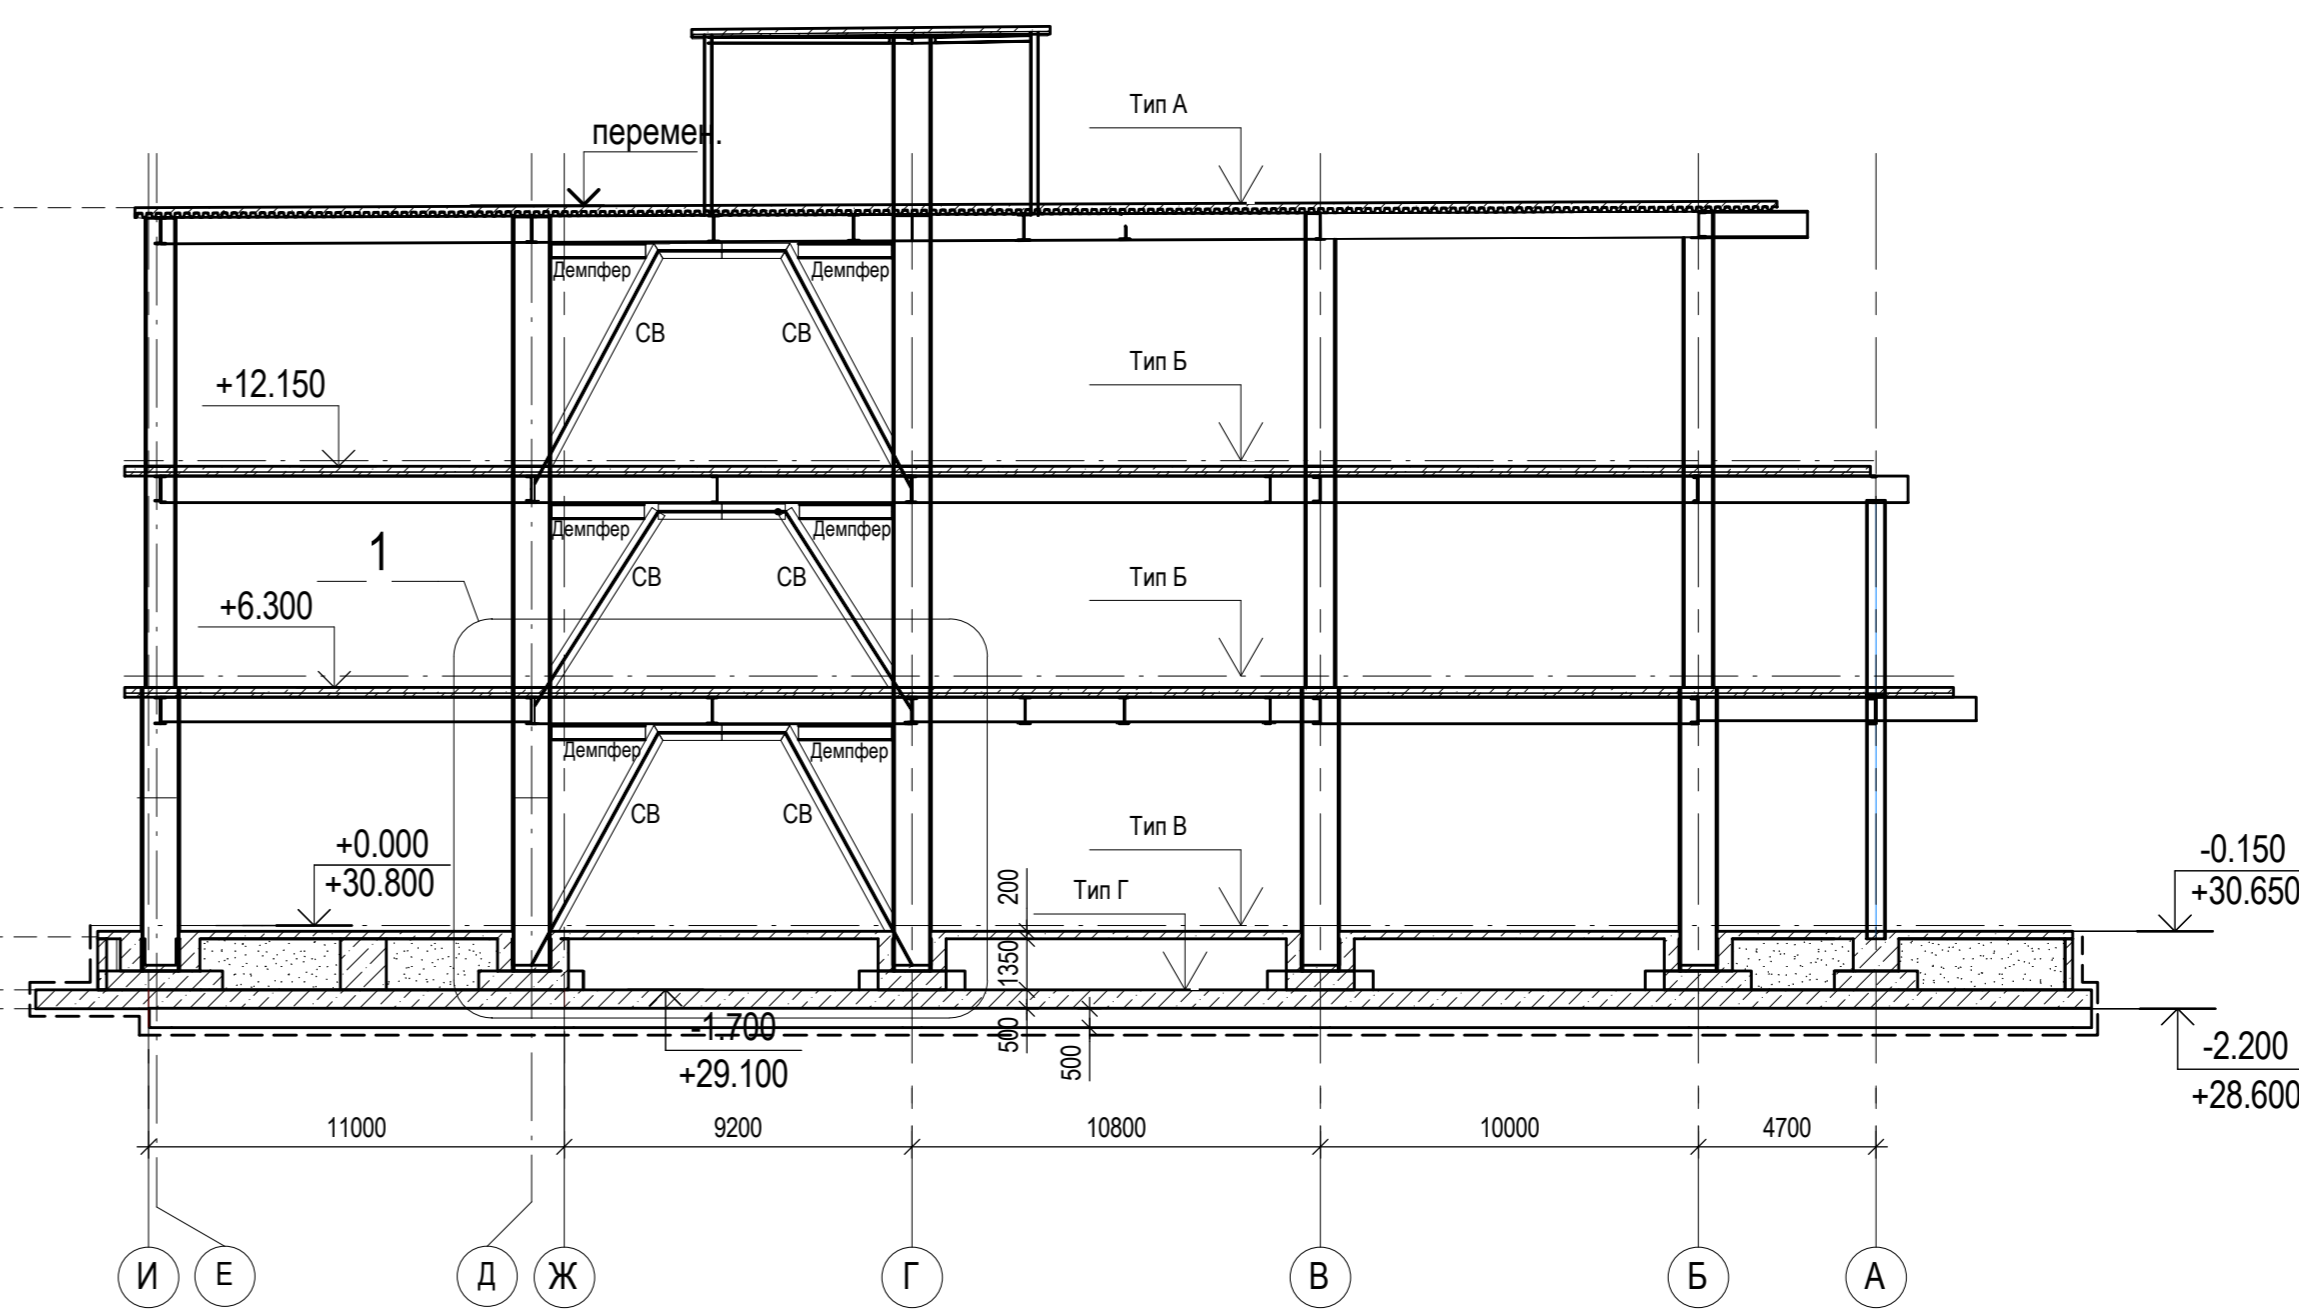 Тип А
перемен.
Демпфер
Демпфер
СВ
СВ
Тип Б
+12.150
Демпфер
Демпфер
1
СВ
СВ
Тип Б
+6.300
Демпфер
Демпфер
СВ
СВ
Тип В
+0.000
+30.800
200
Тип Г
-0.150
+30.650
1350
-1.700
+29.100
500
500
-2.200
+28.600
11000
9200
10800
10000
4700
И
Е
Д
Ж
Г
В
Б
А